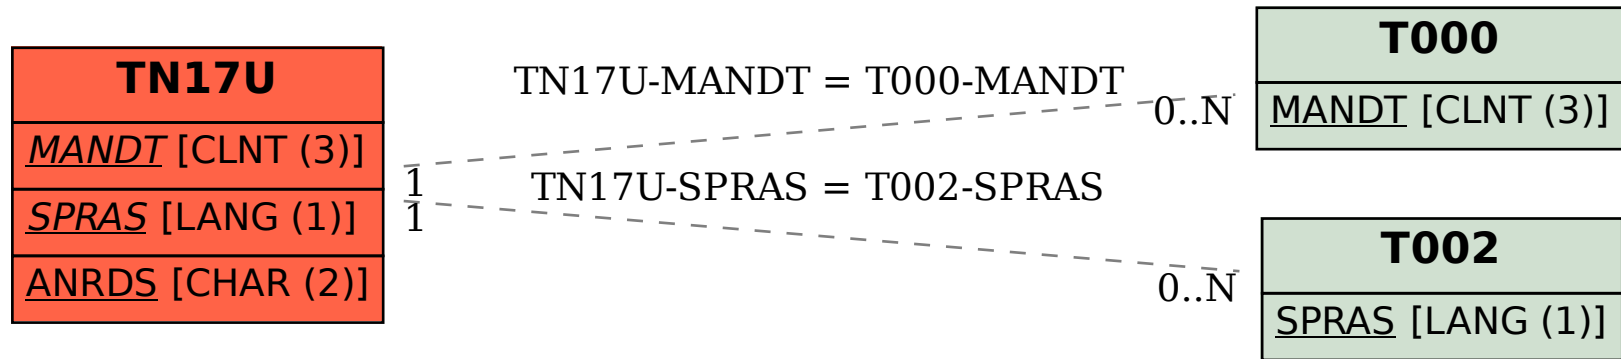 TN17U
MANDT [CLNT (3)]
SPRAS [LANG (1)]
ANRDS [CHAR (2)]
TN17U-MANDT = T000-MANDT
1
0..N
TN17U-SPRAS = T002-SPRAS
1
0..N
T000
MANDT [CLNT (3)]
T002
SPRAS [LANG (1)]